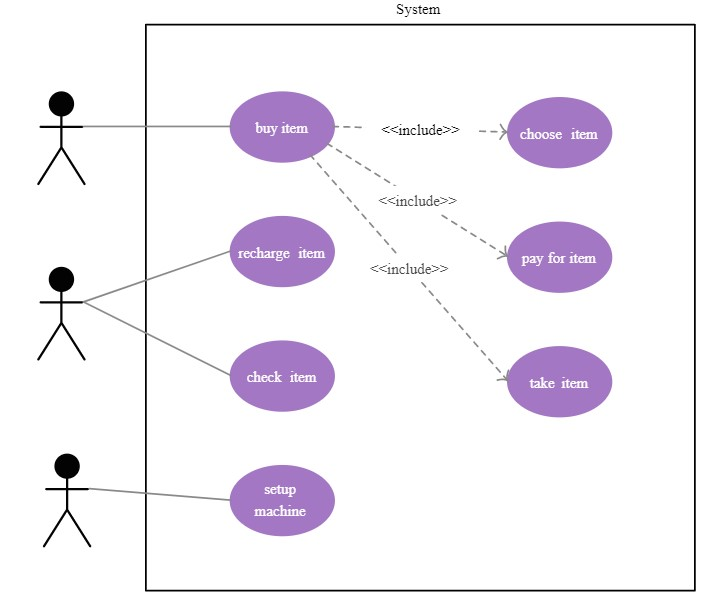 System
buy item
<<include>>
choose item
<<include>>
recharge item
pay for item
<<include>>
check item
take item
setup
machine